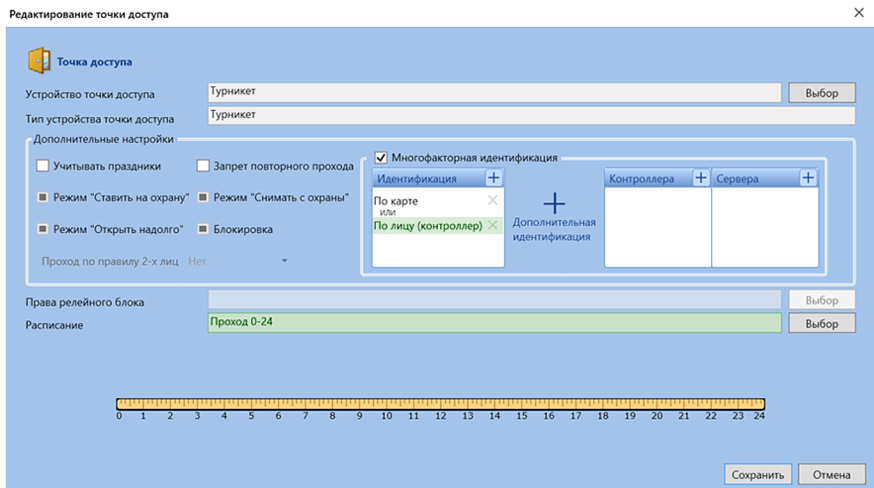 Редактирование точки доступа
Точка доступа
Устройство точки доступа Турникет Выбор
Тип устройства точки доступа Турникет
Дополнительные настройки
Учитывать праздники Запрет повторного прохода
Режим "Ставить на охрану" Режим "Снимать с охраны"
Режим "Открыть надолго" Блокировка
Проход по правилу 2-х лиц Нет
Многофакторная идентификация
Идентификация
По карте
или
По лицу (контроллер)
Дополнительная
идентификация
Контроллера Сервера
Права релейного блока Выбор
Расписание Проход 0-24 Выбор
0 1 2 3 4 5 6 7 8 9 10 11 12 13 14 15 16 17 18 19 20 21 22 23 24
Сохранить Отмена